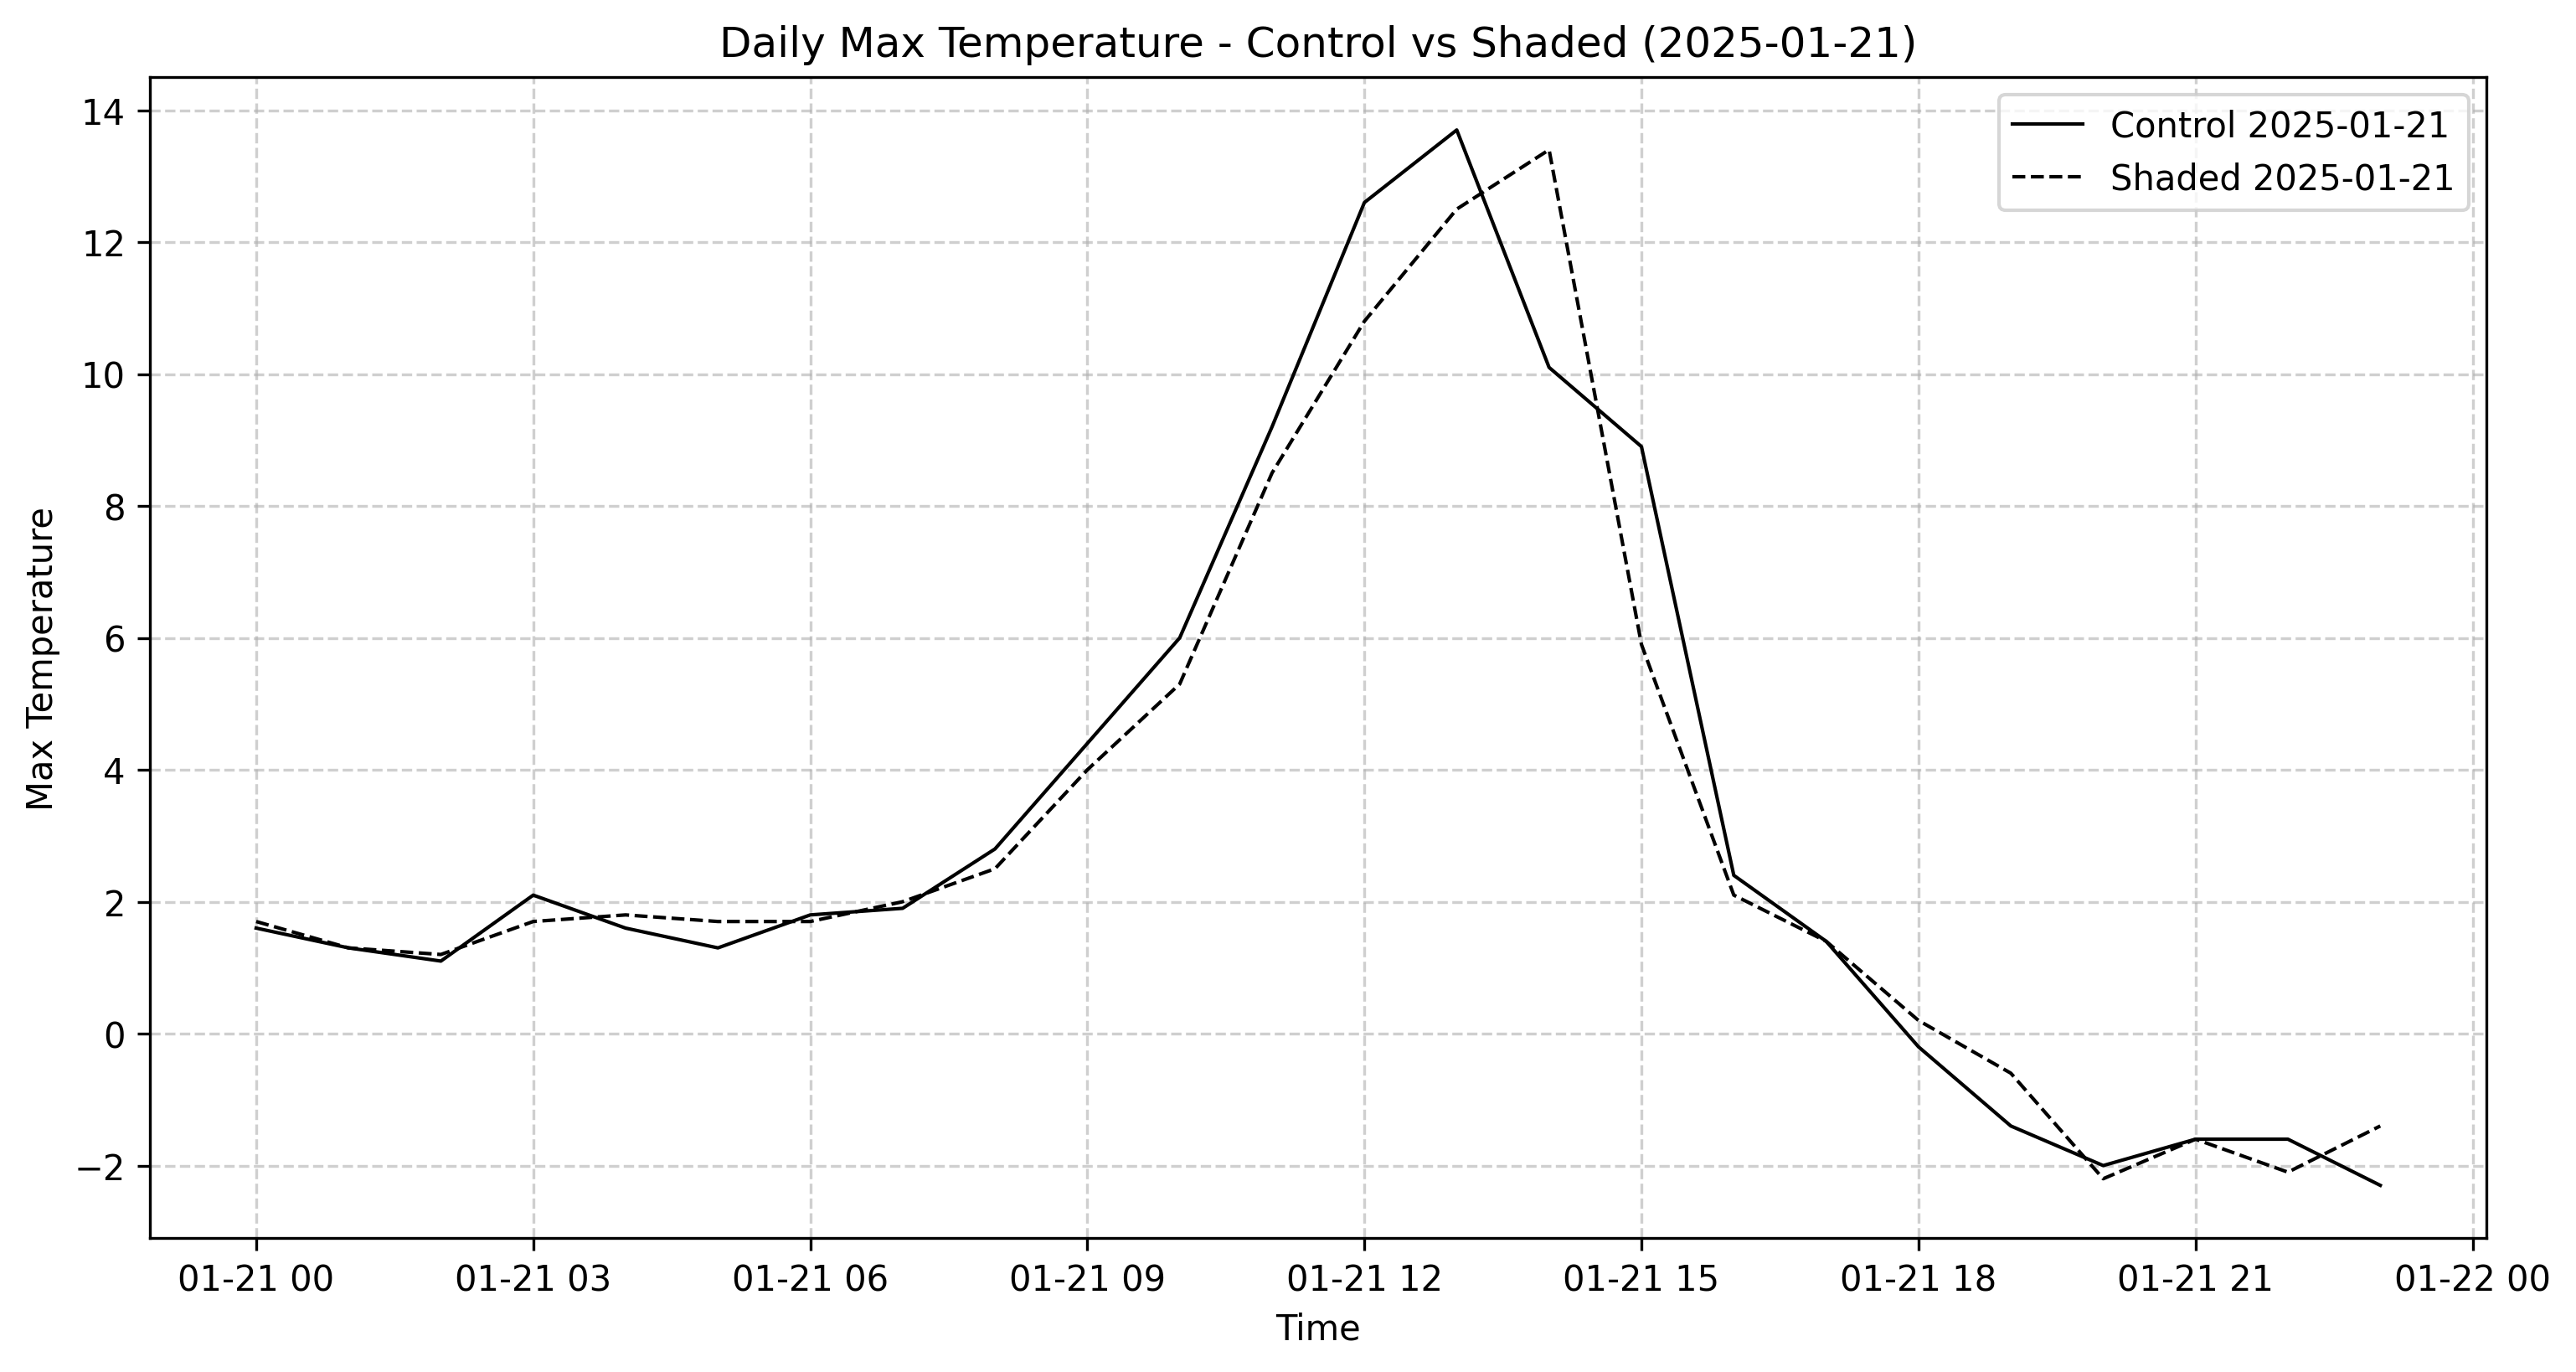 Daily Max Temperature - Control vs Shaded (2025-01-21)
Control 2025-01-21
Shaded 2025-01-21
Max Temperature
14
12
10
8
6
4
2
0
−2
01-21 00 01-21 03 01-21 06 01-21 09 01-21 12 01-21 15 01-21 18 01-21 21 01-22 00
Time